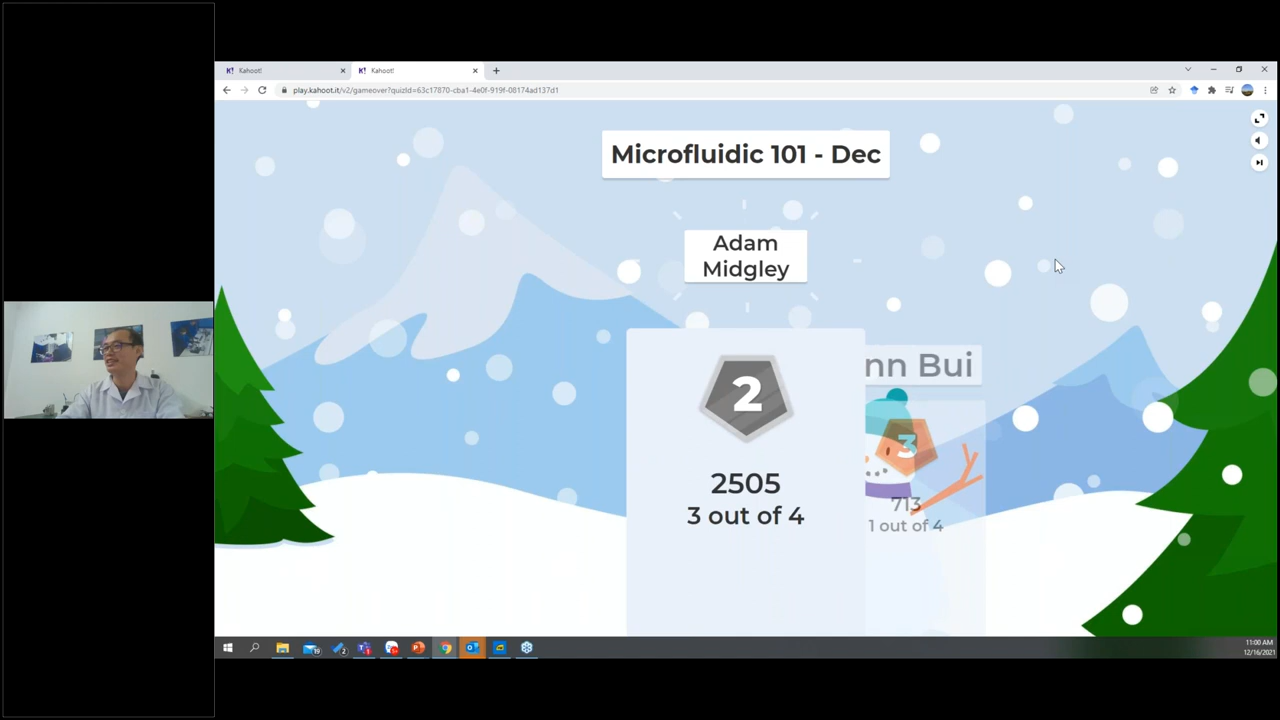 Kahoot!
Kahoot!
play.kahoot.it/v2/gameover?quizId=63c17870-cba1-4e0f-919f-08174ad137d1
Microfluidic 101 - Dec
Adam
Midgley
nn Bui
2
3
2505
3 out of 4
713
1 out of 4
11:00 AM
12/16/2021